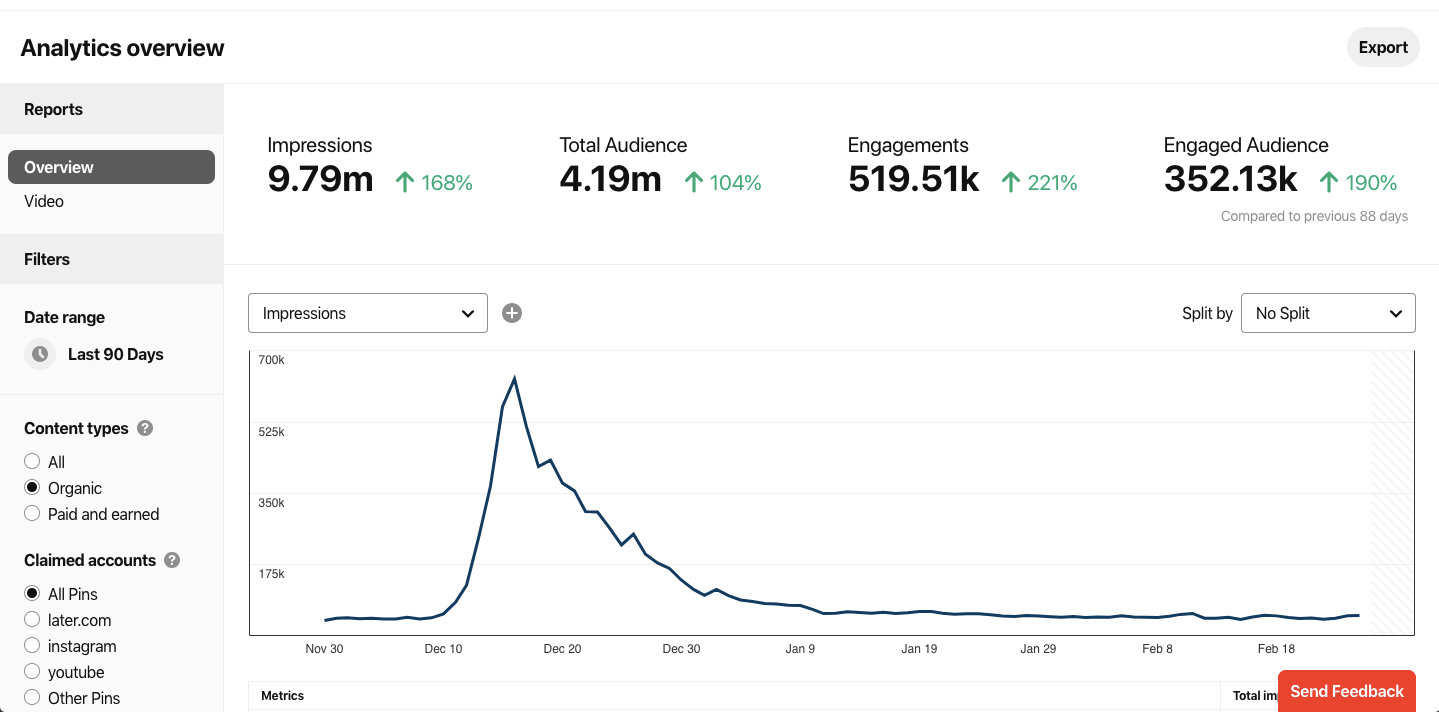 Analytics overview
Export
Reports
Overview
Video
Filters
Date range
Last 90 Days
Content types ?
All
Organic
Paid and earned
Claimed accounts ?
All Pins
later.com
instagram
youtube
Other Pins
Impressions
9.79m 168%
Total Audience
4.19m 104%
Engagements
519.51k 221%
Engaged Audience
352.13k 190%
Compared to previous 88 days
Impressions
Split by No Split
700k
525k
350k
175k
Nov 30 Dec 10 Dec 20 Dec 30 Jan 9 Jan 19 Jan 29 Feb 8 Feb 18
Metrics Total
Send Feedback